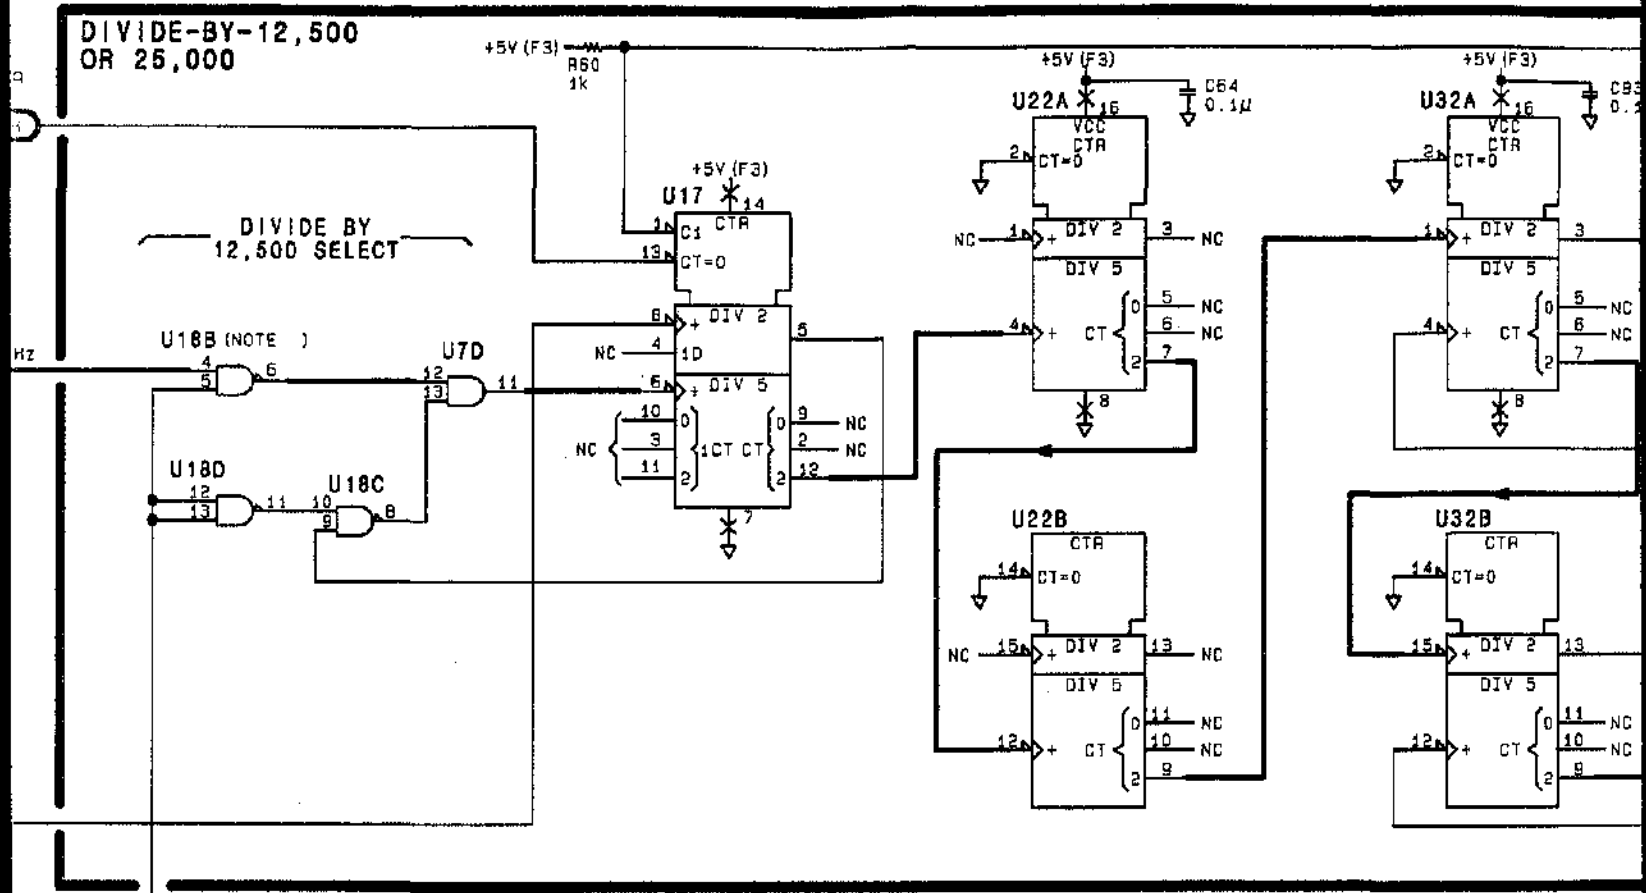 DIVIDE-BY-12,500
OR 25,000
+5V (F3)
R60
1k
DIVIDE BY
12,500 SELECT
Hz
U18B (NOTE )
4
5
6
U7D
12
13
11
U18D
12
13
11
U18C
10
9
8
+5V (F3)
U17
14
CTR
1
C1
13
CT=0
8
+
DIV 2
5
NC
4
1D
6
+
DIV 5
NC
10
3
11
0
2
1CT
CT
0
2
9
NC
2
NC
12
7
+5V (F3)
C64
0.1µ
U22A
16
VCC
CTR
2
CT=0
NC
1
+
DIV 2
3
NC
DIV 5
4
+
CT
0
2
5
NC
6
NC
7
8
U22B
CTR
14
CT=0
NC
15
+
DIV 2
13
NC
DIV 5
12
+
CT
0
2
11
NC
10
NC
9
+5V (F3)
U32A
16
VCC
CTR
2
CT=0
1
+
DIV 2
3
DIV 5
4
+
CT
0
2
5
NC
6
NC
7
8
U32B
CTR
14
CT=0
15
+
DIV 2
13
DIV 5
12
+
CT
0
2
11
NC
10
NC
9